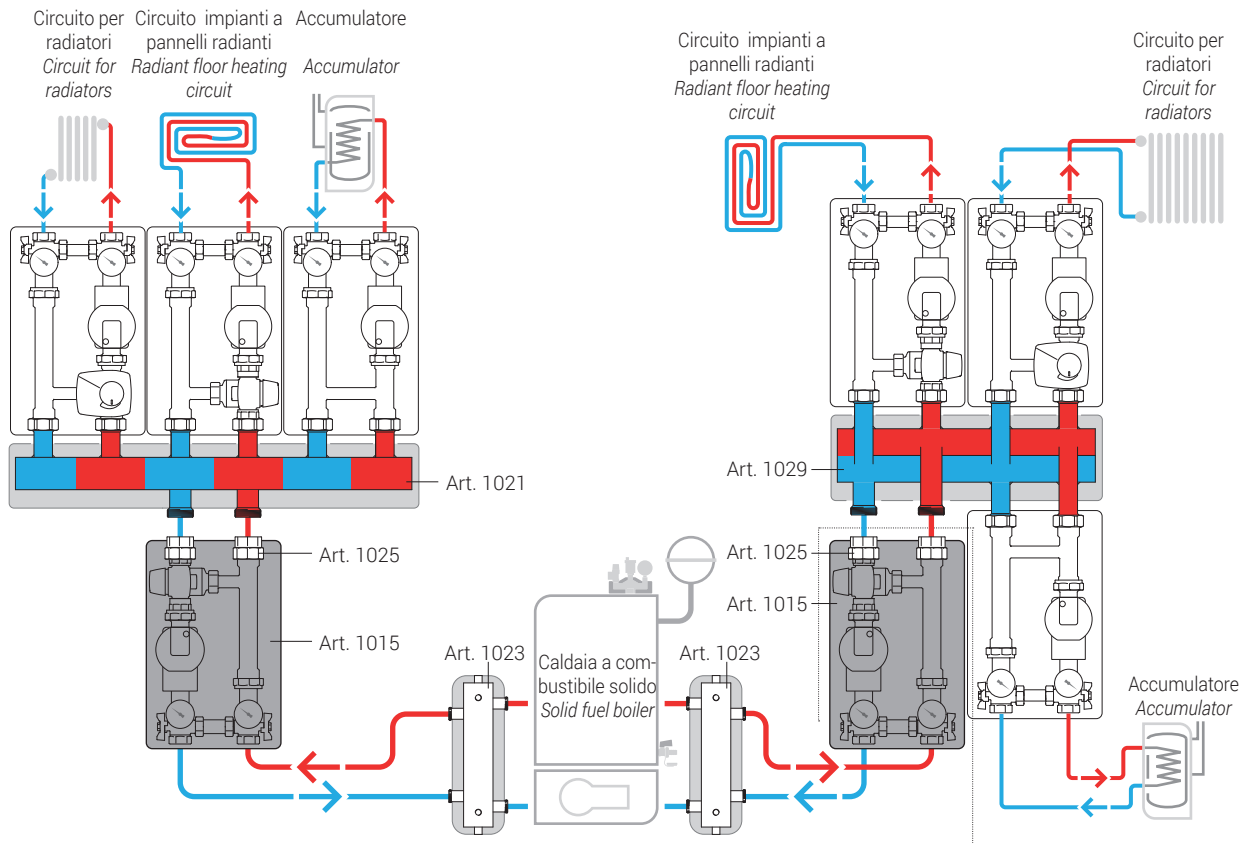 Circuito per
radiatori
Circuit for
radiators
Circuito impianti a
pannelli radianti
Radiant floor heating
circuit
Accumulatore
Accumulator
Circuito impianti a
pannelli radianti
Radiant floor heating
circuit
Circuito per
radiatori
Circuit for
radiators
Art. 1021
Art. 1029
Art. 1025
Art. 1025
Art. 1015
Art. 1015
Art. 1023
Caldaia a com-
bustibile solido
Solid fuel boiler
Art. 1023
Accumulatore
Accumulator